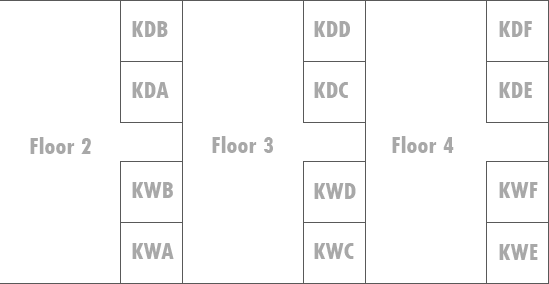 KDB
KDA
Floor 2
KWB
KWA
KDD
KDC
Floor 3
KWD
KWC
KDF
KDE
Floor 4
KWF
KWE